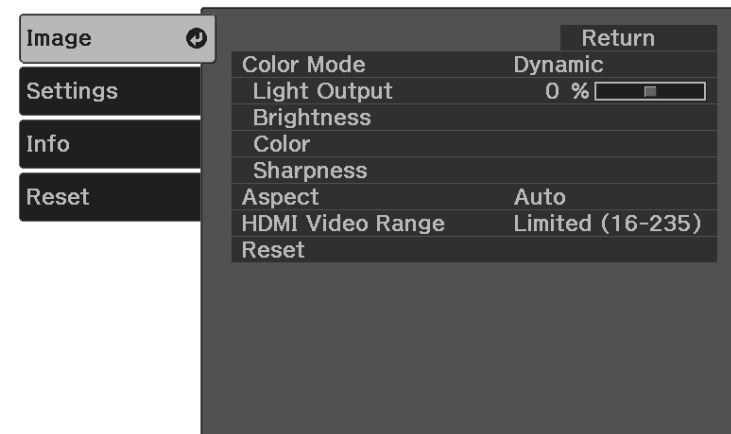 Image
Settings
Info
Reset
Return
Color Mode Dynamic
Light Output 0 %
Brightness
Color
Sharpness
Aspect Auto
HDMI Video Range Limited (16-235)
Reset